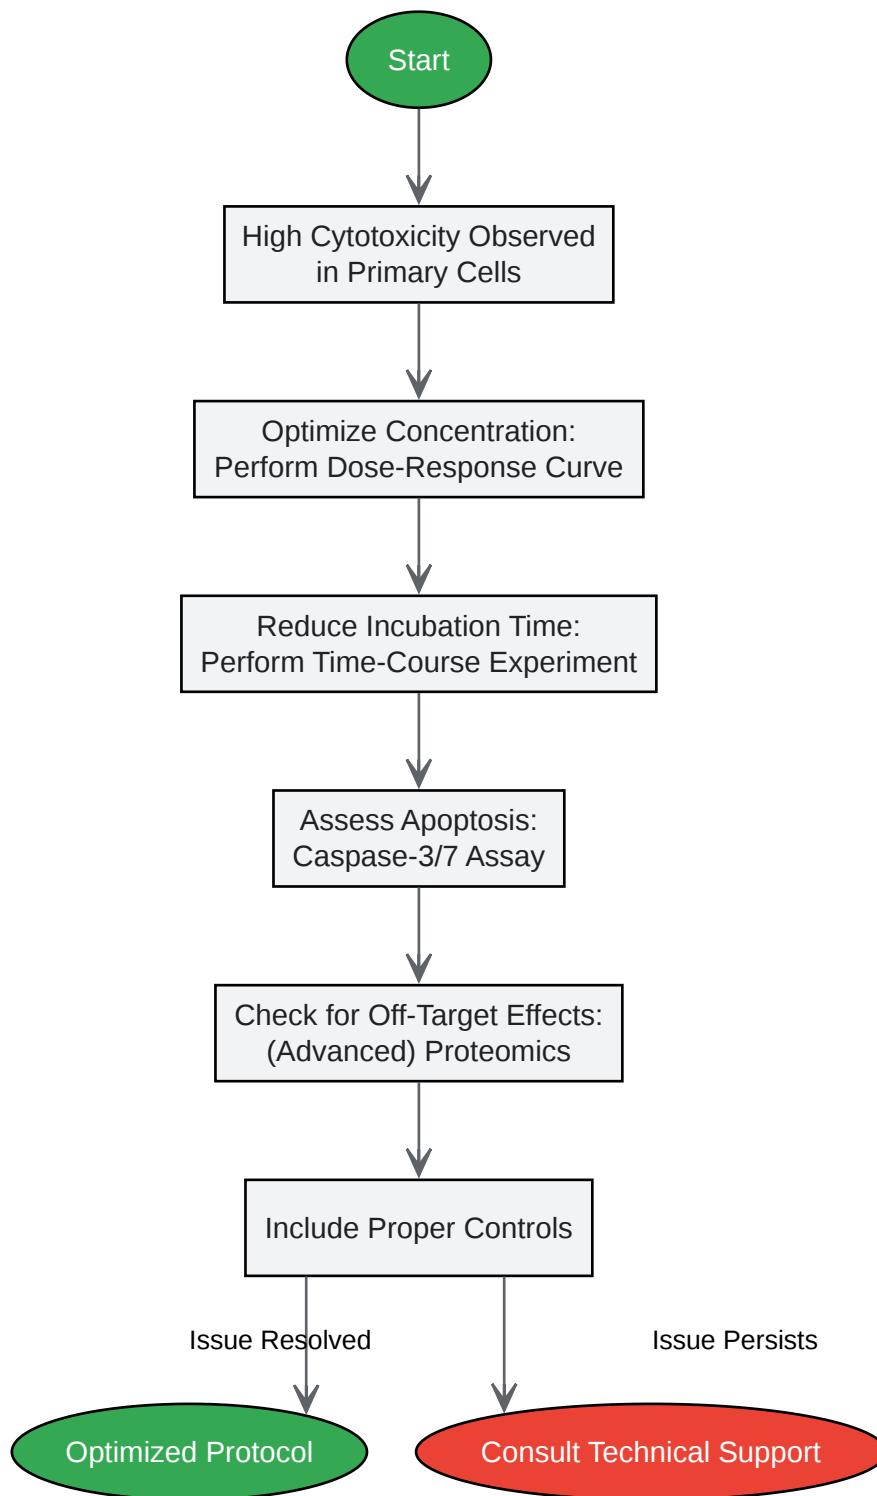 Start
High Cytotoxicity Observed
in Primary Cells
Optimize Concentration:
Perform Dose-Response Curve
Reduce Incubation Time:
Perform Time-Course Experiment
Assess Apoptosis:
Caspase-3/7 Assay
Check for Off-Target Effects:
(Advanced) Proteomics
Include Proper Controls
Issue Resolved
Issue Persists
Optimized Protocol
Consult Technical Support